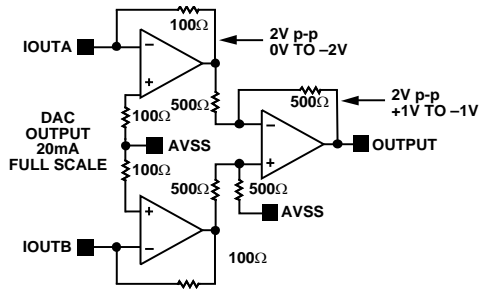 100Ω
2V p-p
0V TO –2V
IOUTA
–
+
500Ω
500Ω
2V p-p
+1V TO –1V
100Ω
DAC
OUTPUT
20mA
FULL SCALE
AVSS
–
+
OUTPUT
100Ω
500Ω
500Ω
AVSS
+
–
IOUTB
100Ω